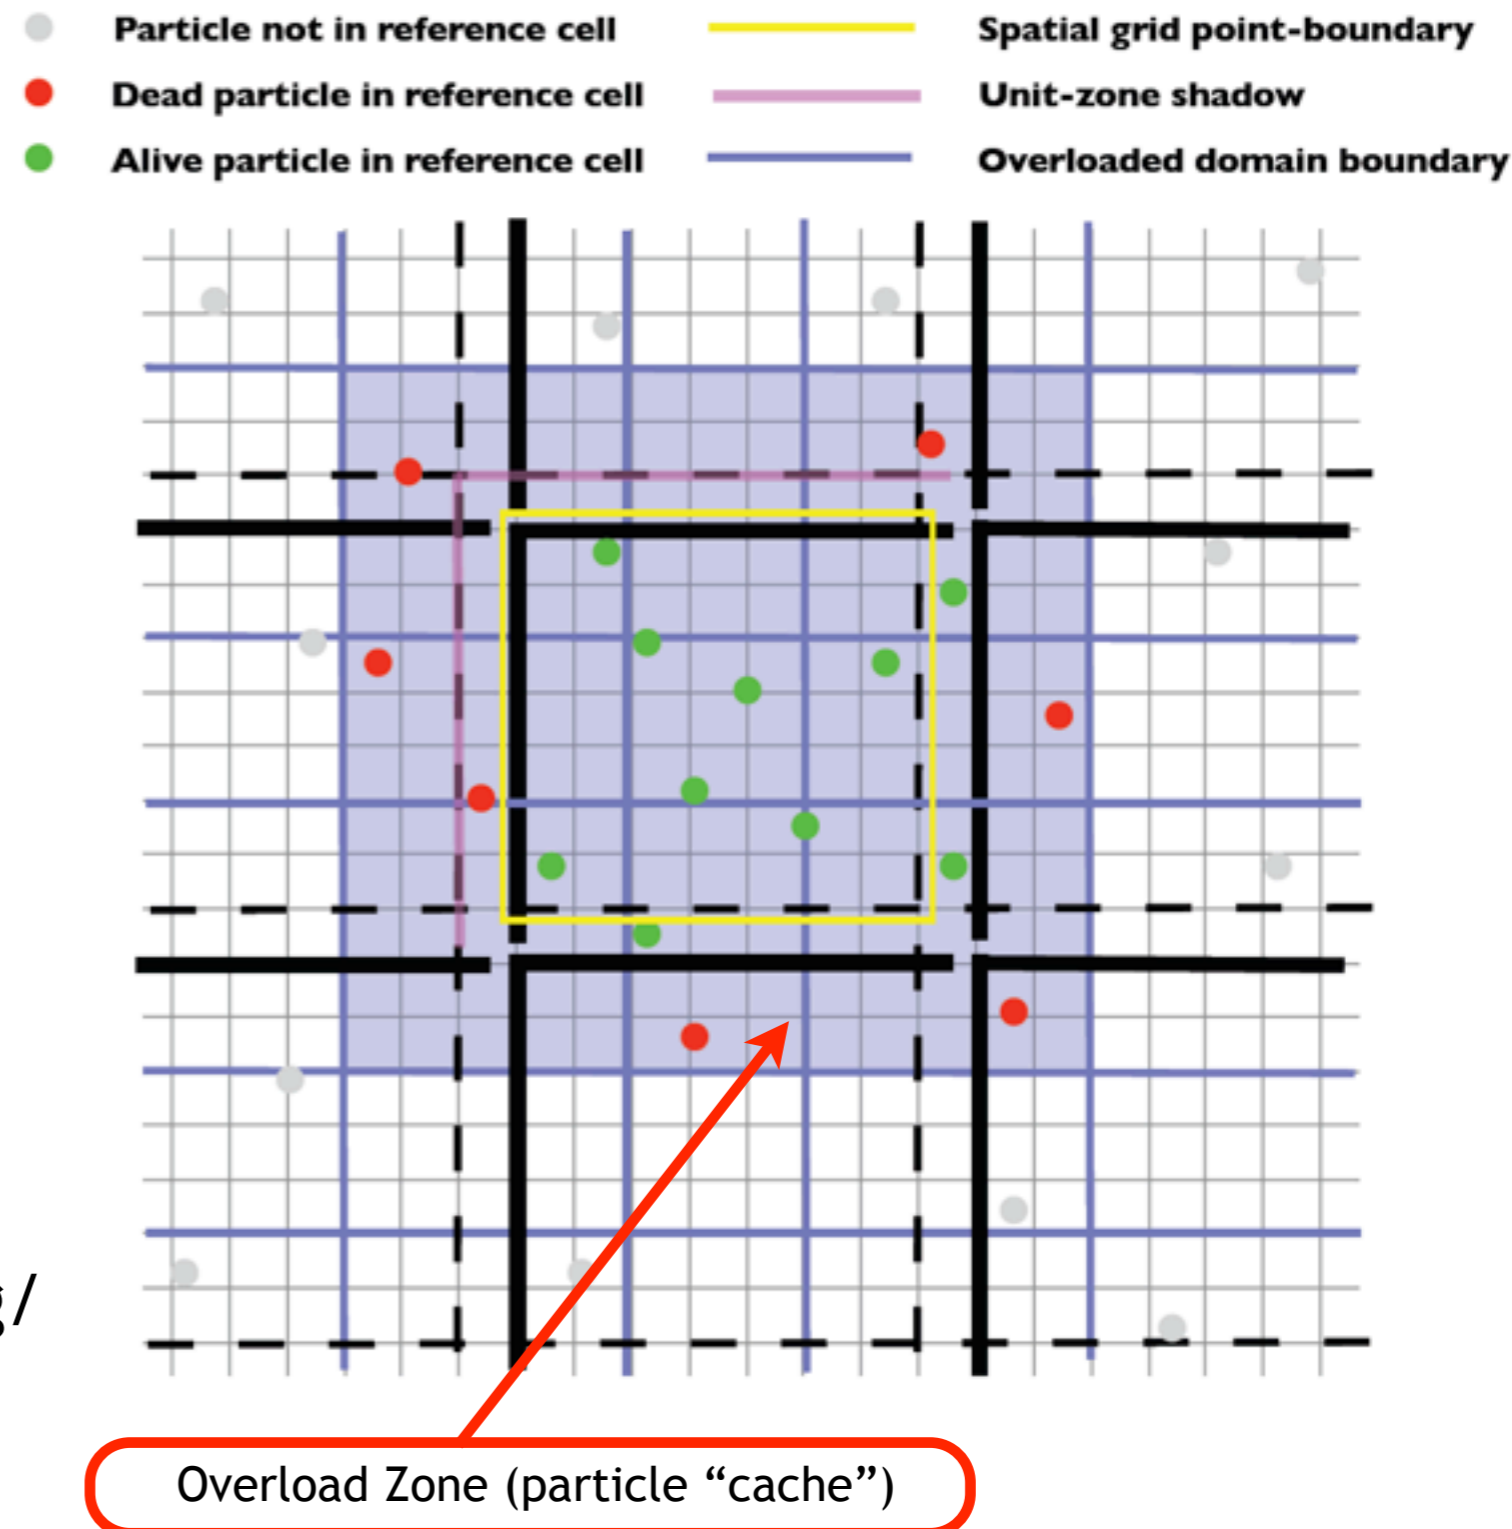 Particle not in reference cell
Spatial grid point-boundary
Dead particle in reference cell
Unit-zone shadow
Alive particle in reference cell
Overloaded domain boundary
g/
Overload Zone (particle “cache”)